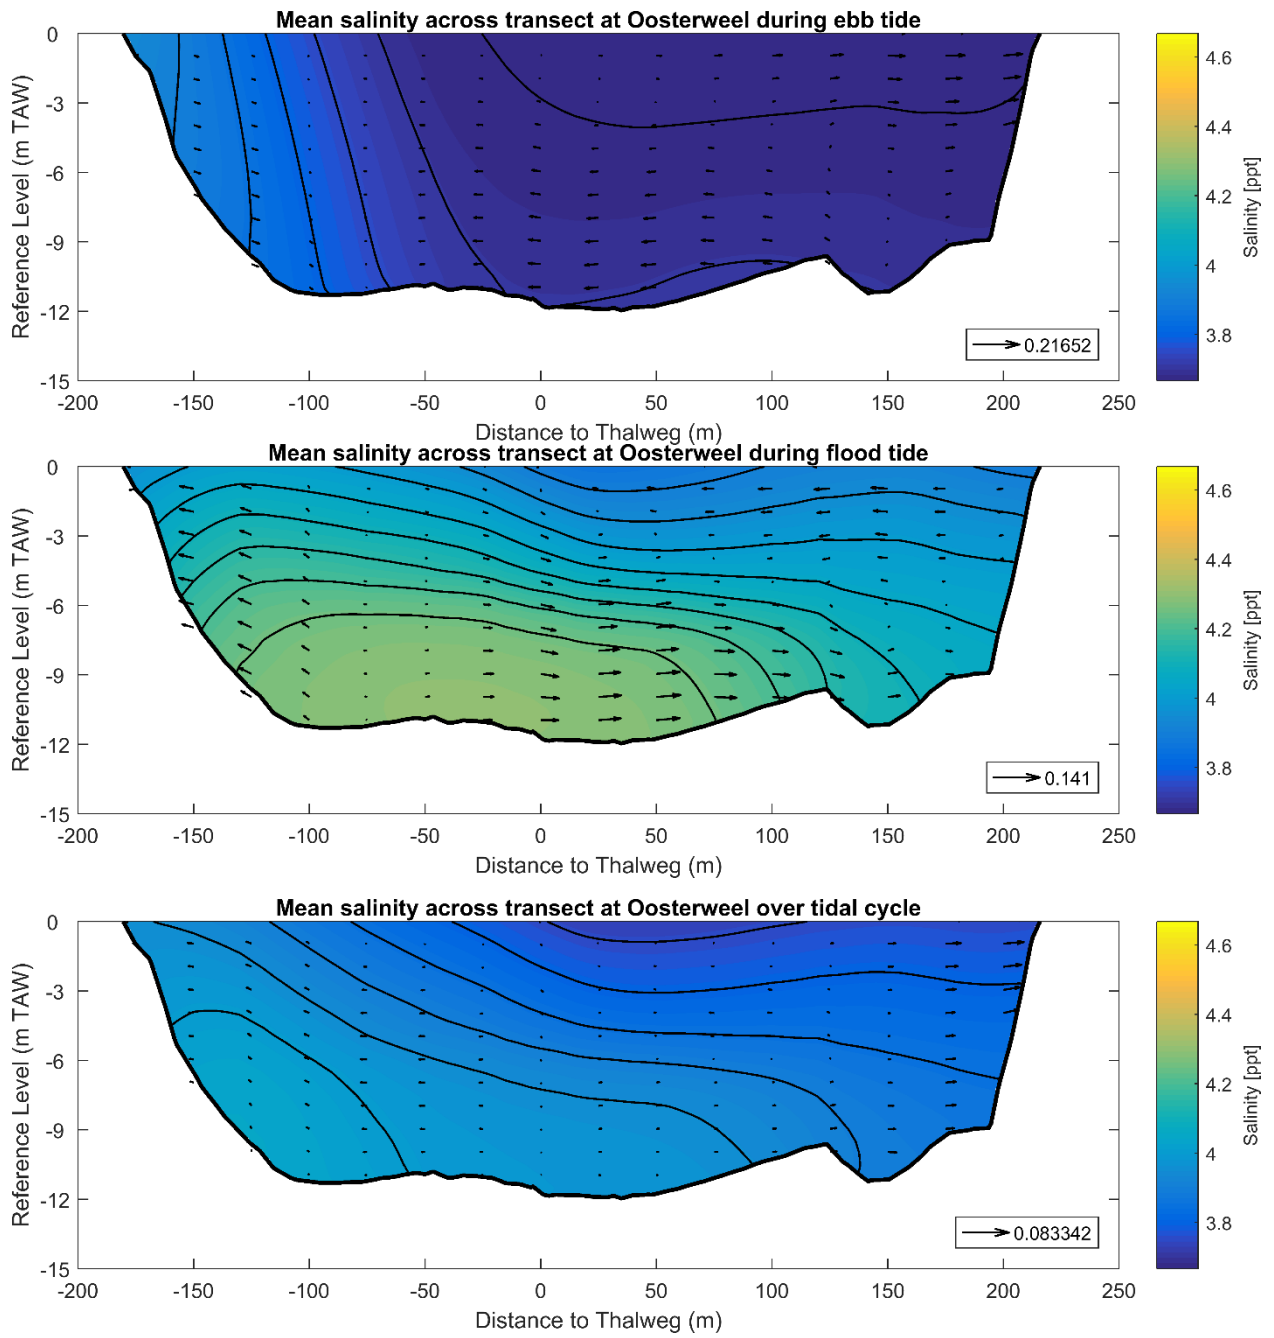 Mean salinity across transect at Oosterweel during ebb tide
0
-3
-6
-9
-12
-15
Reference Level (m TAW)
-200 -150 -100 -50 0 50 100 150 200 250
Distance to Thalweg (m)
0.21652
4.6
4.4
4.2
4
3.8
Salinity [ppt]
Mean salinity across transect at Oosterweel during flood tide
0
-3
-6
-9
-12
-15
Reference Level (m TAW)
-200 -150 -100 -50 0 50 100 150 200 250
Distance to Thalweg (m)
0.141
4.6
4.4
4.2
4
3.8
Salinity [ppt]
Mean salinity across transect at Oosterweel over tidal cycle
0
-3
-6
-9
-12
-15
Reference Level (m TAW)
-200 -150 -100 -50 0 50 100 150 200 250
Distance to Thalweg (m)
0.083342
4.6
4.4
4.2
4
3.8
Salinity [ppt]